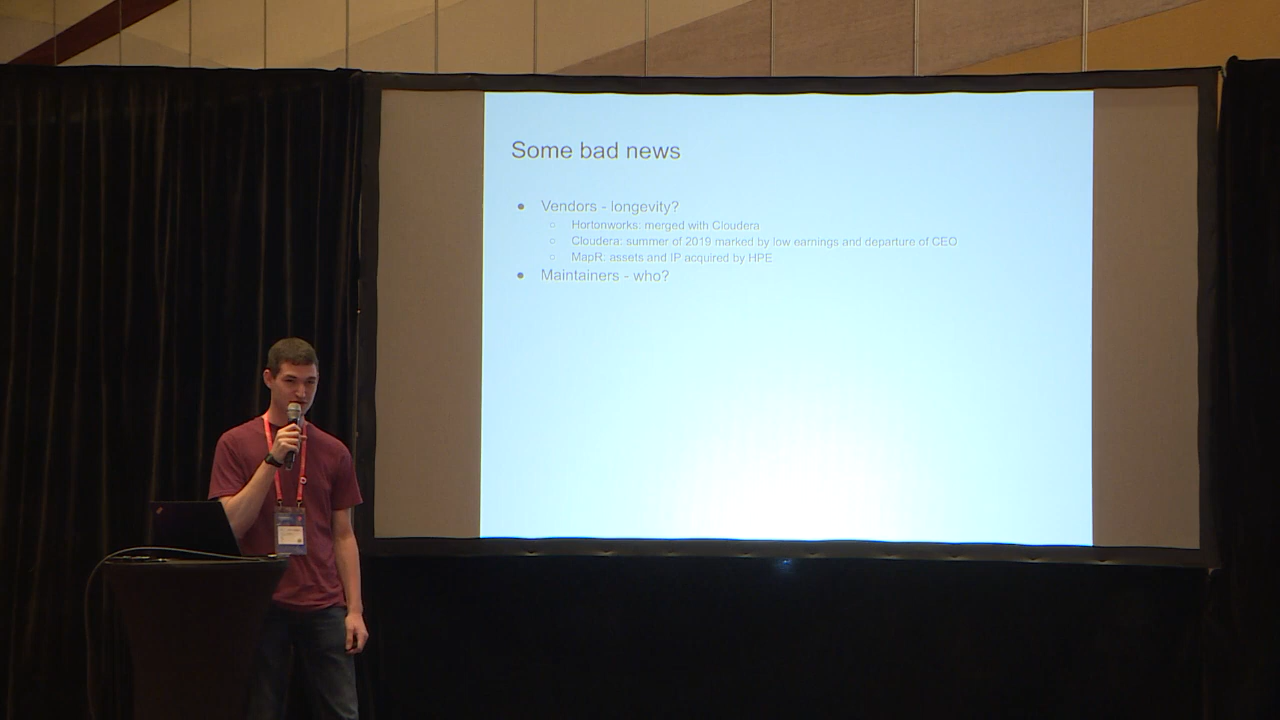 Some bad news
● Vendors - longevity?
○ Hortonworks: merged with Cloudera
○ Cloudera: summer of 2019 marked by low earnings and departure of CEO
○ MapR: assets and IP acquired by HPE
● Maintainers - who?